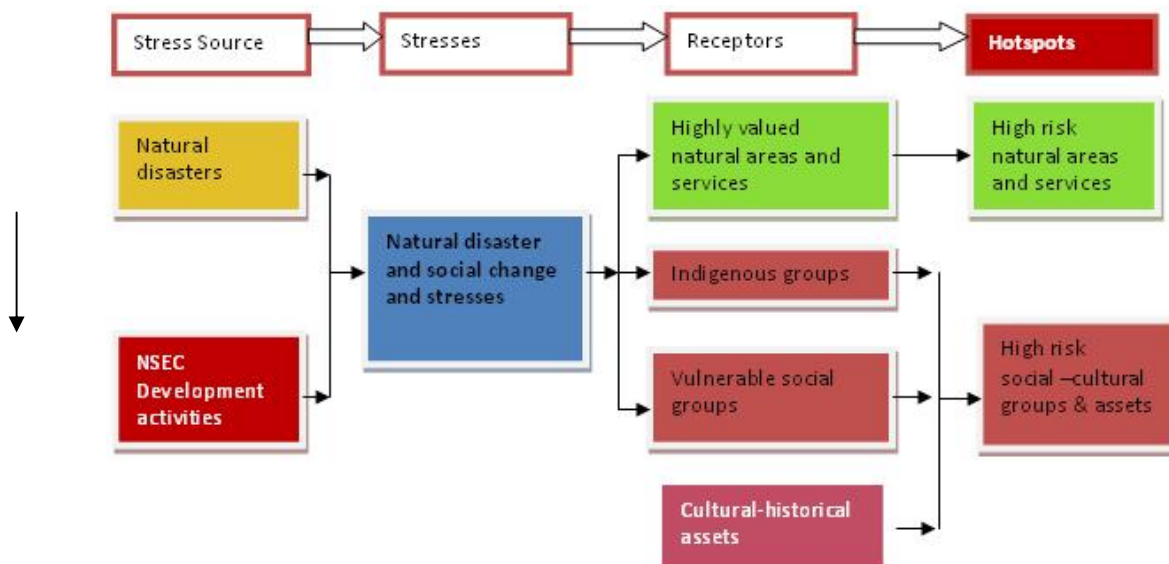 Stress Source
Stresses
Receptors
Hotspots
Natural
disasters
NSEC
Development
activities
Natural disaster
and social change
and stresses
Highly valued
natural areas and
services
Indigenous groups
Vulnerable social
groups
Cultural-historical
assets
High risk
natural areas
and services
High risk
social –cultural
groups & assets